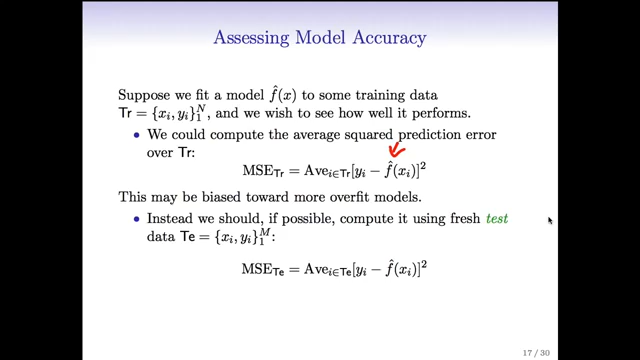 Assessing Model Accuracy
Suppose we fit a model f̂(x) to some training data
Tr = {xᵢ, yᵢ}₁ᴺ, and we wish to see how well it performs.
• We could compute the average squared prediction error
over Tr:
MSE_Tr = Ave_{i∈Tr}[yᵢ − f̂(xᵢ)]²
This may be biased toward more overfit models.
• Instead we should, if possible, compute it using fresh test
data Te = {xᵢ, yᵢ}₁ᴹ:
MSE_Te = Ave_{i∈Te}[yᵢ − f̂(xᵢ)]²
17 / 30